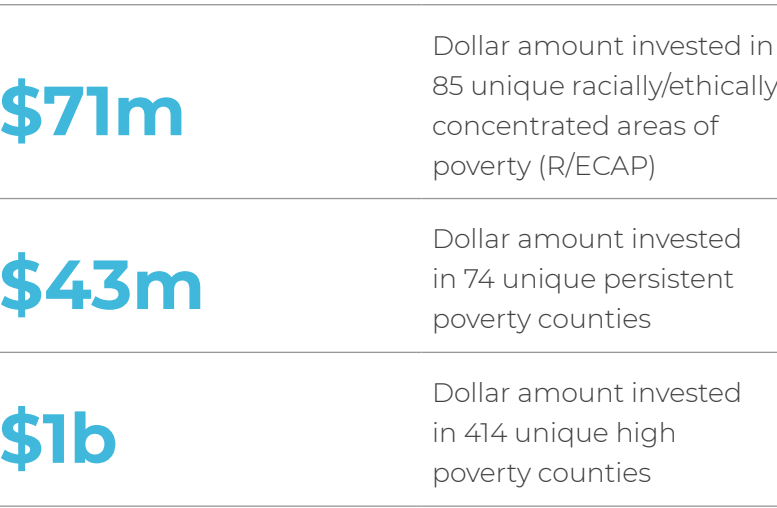 $71m
Dollar amount invested in
85 unique racially/ethically
concentrated areas of
poverty (R/ECAP)
$43m
Dollar amount invested
in 74 unique persistent
poverty counties
$1b
Dollar amount invested
in 414 unique high
poverty counties